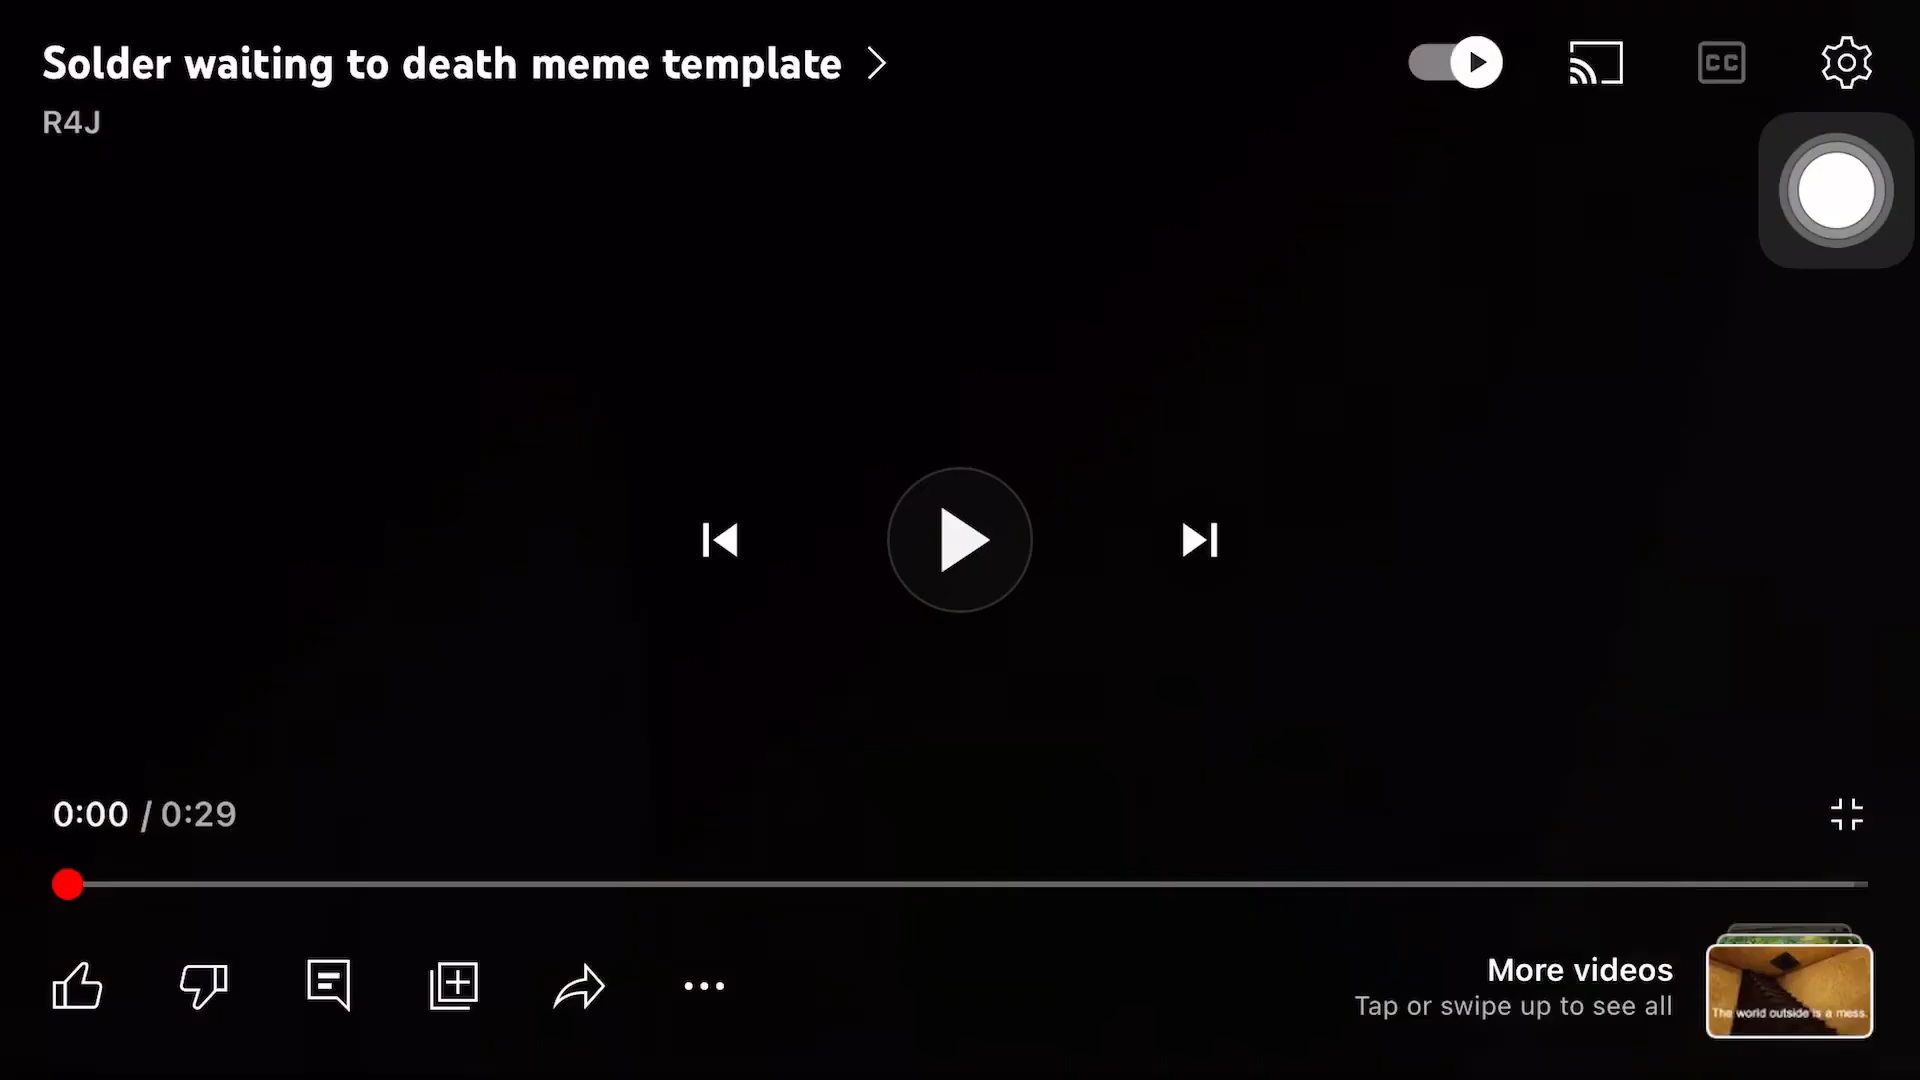 Solder waiting to death meme template
R4J
CC
0:00 / 0:29
More videos
Tap or swipe up to see all
The world outside is a mess.